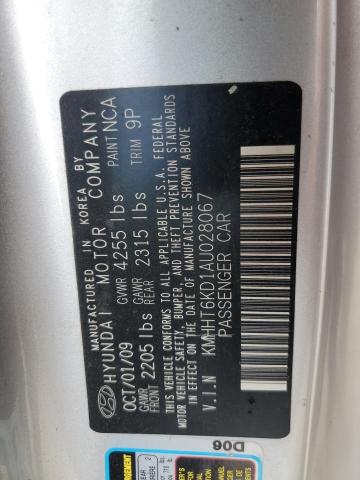 MANUFACTURED IN KOREA BY
HYUNDAI MOTOR COMPANY
OCT/01/09 GVWR 4255 lbs PAINT NCA
GAWR FRONT 2205 lbs GAWR REAR 2315 lbs TRIM 9P
THIS VEHICLE CONFORMS TO ALL APPLICABLE U.S.A. FEDERAL
MOTOR VEHICLE SAFETY, BUMPER, AND THEFT PREVENTION STANDARDS
IN EFFECT ON THE DATE OF MANUFACTURE SHOWN ABOVE
V.I.N KMHHT6KD1AU028067
PASSENGER CAR
D06